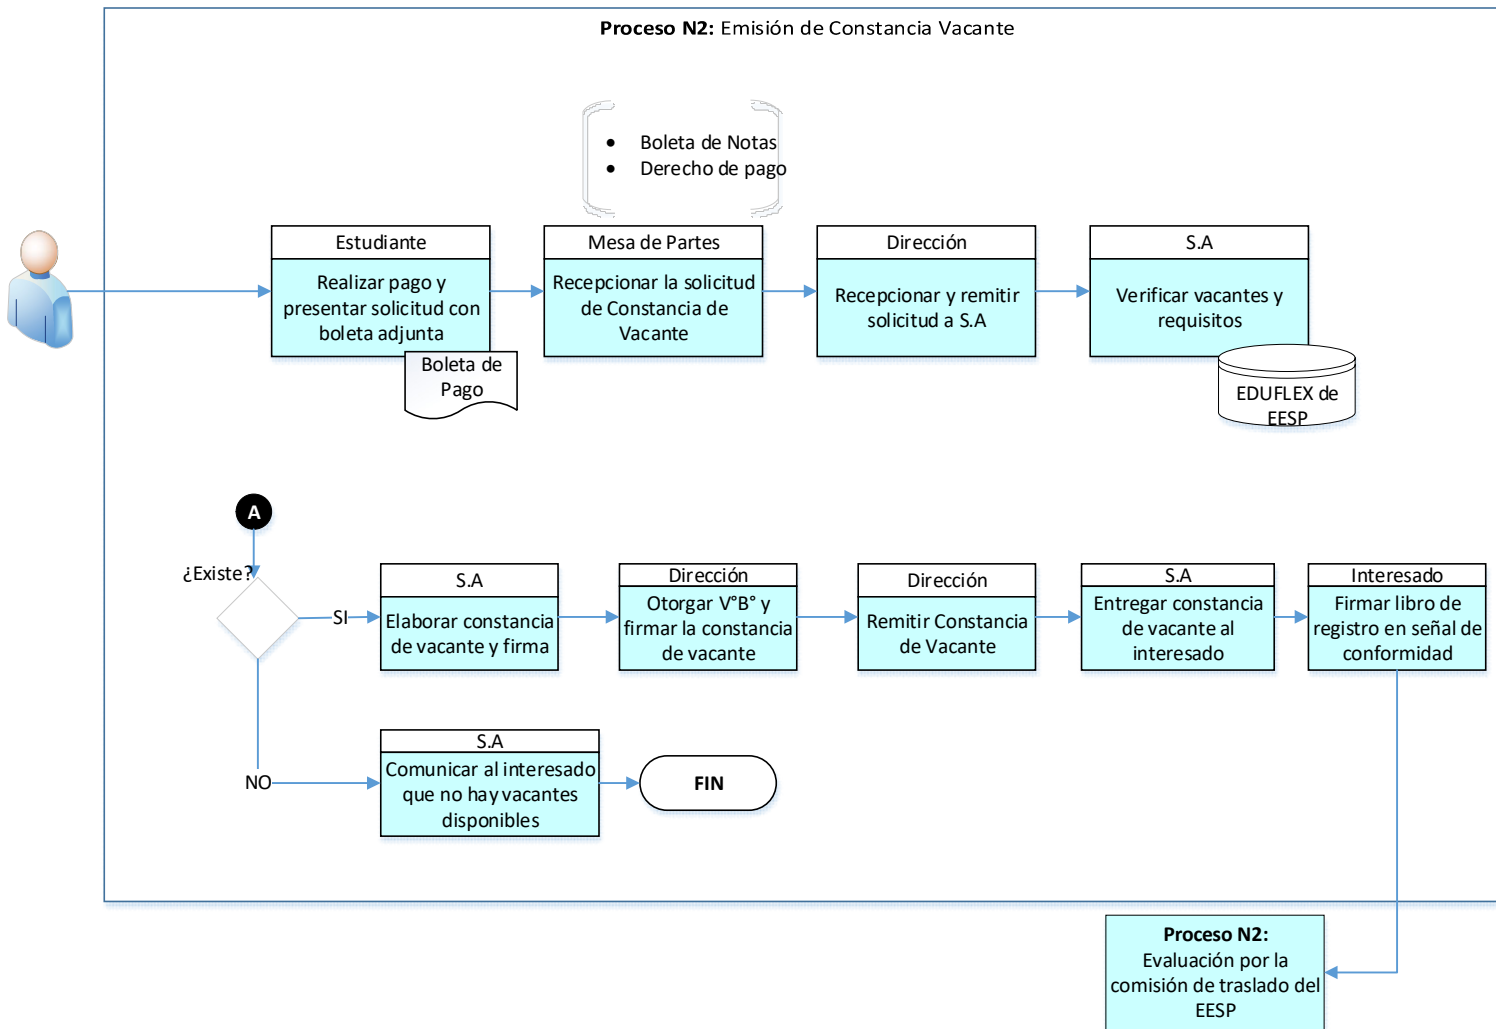 Proceso N2: Emisión de Constancia Vacante
• Boleta de Notas
• Derecho de pago
Estudiante
Realizar pago y
presentar solicitud con
boleta adjunta
Boleta de
Pago
Mesa de Partes
Recepcionar la solicitud
de Constancia de
Vacante
Dirección
Recepcionar y remitir
solicitud a S.A
S.A
Verificar vacantes y
requisitos
EDUFLEX de
EESP
A
¿Existe?
SI
S.A
Elaborar constancia
de vacante y firma
Dirección
Otorgar V°B° y
firmar la constancia
de vacante
Dirección
Remitir Constancia
de Vacante
S.A
Entregar constancia
de vacante al
interesado
Interesado
Firmar libro de
registro en señal de
conformidad
NO
S.A
Comunicar al interesado
que no hay vacantes
disponibles
FIN
Proceso N2:
Evaluación por la
comisión de traslado del
EESP